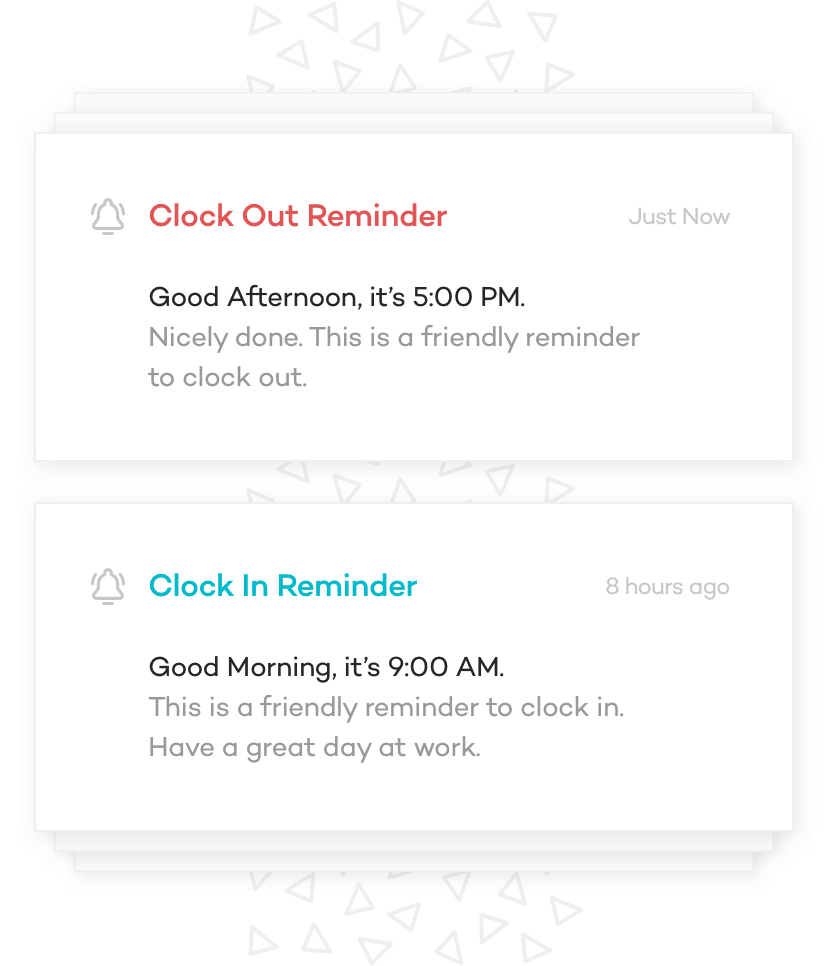 Clock Out Reminder
Just Now
Good Afternoon, it’s 5:00 PM.
Nicely done. This is a friendly reminder
to clock out.
Clock In Reminder
8 hours ago
Good Morning, it’s 9:00 AM.
This is a friendly reminder to clock in.
Have a great day at work.